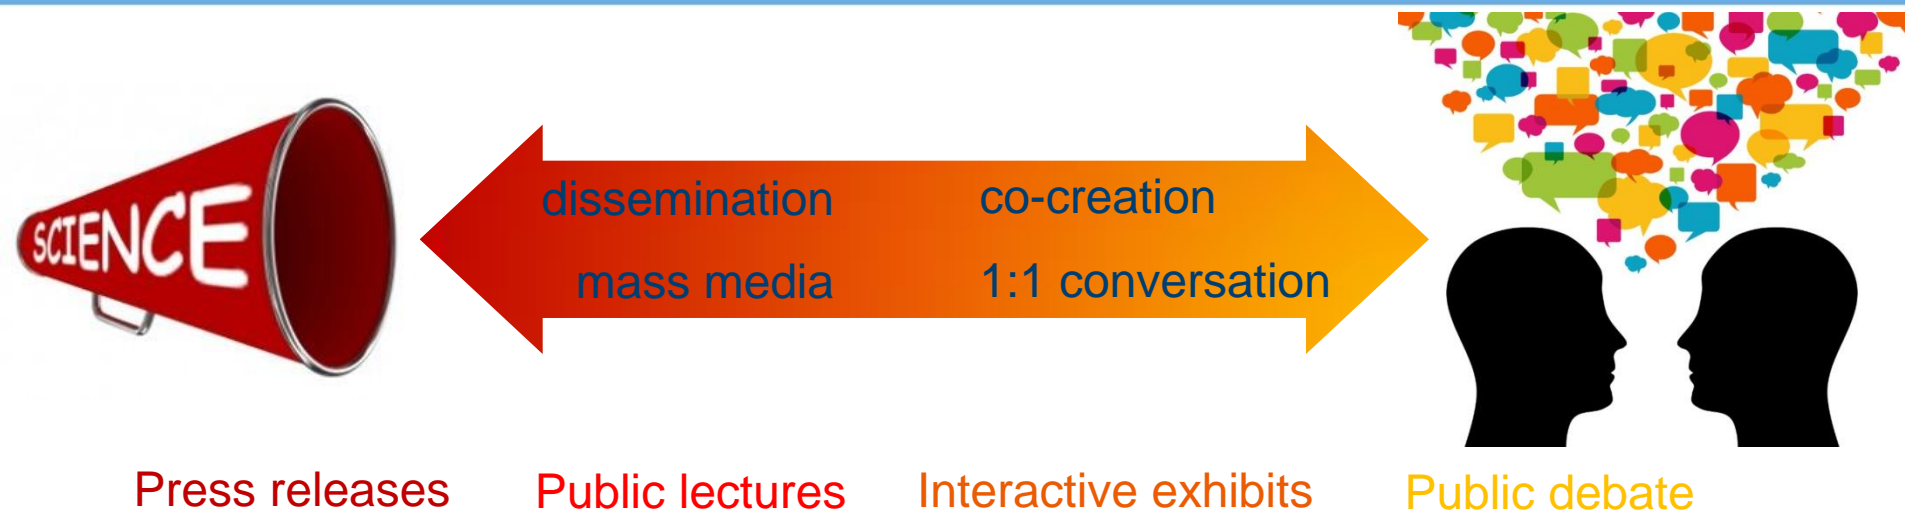 SCIENCE
dissemination
co-creation
mass media
1:1 conversation
Press releases
Public lectures
Interactive exhibits
Public debate